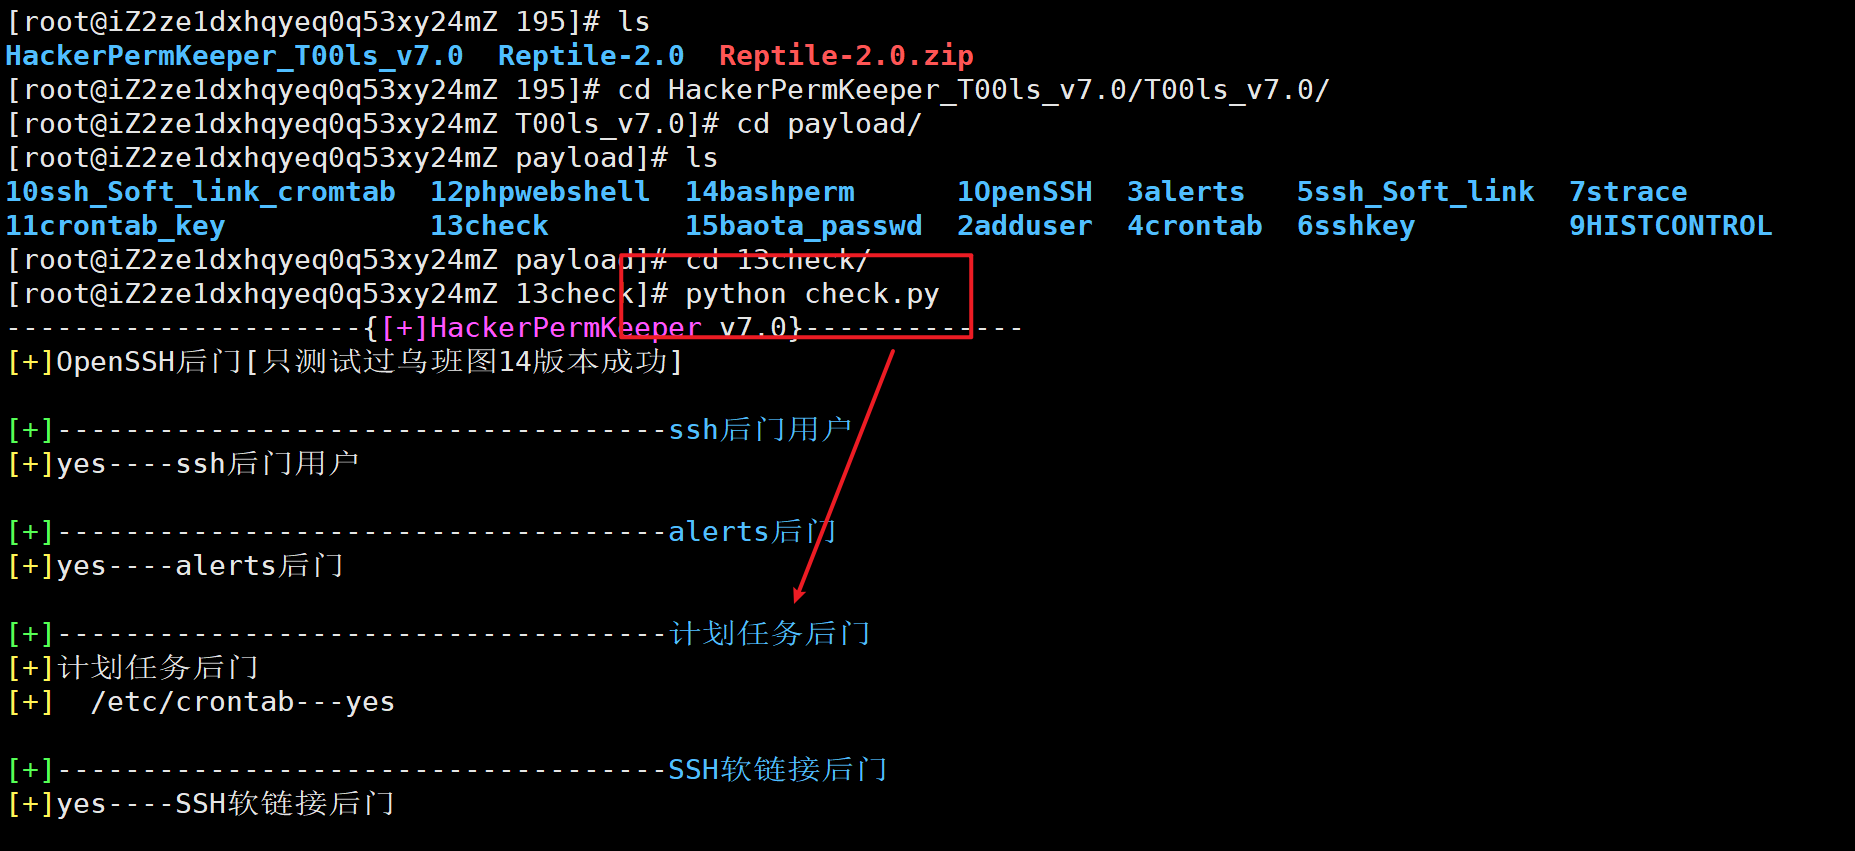 [root@iZ2ze1dxhqyeq0q53xy24mZ 195]# ls
HackerPermKeeper_T00ls_v7.0  Reptile-2.0  Reptile-2.0.zip
[root@iZ2ze1dxhqyeq0q53xy24mZ 195]# cd HackerPermKeeper_T00ls_v7.0/T00ls_v7.0/
[root@iZ2ze1dxhqyeq0q53xy24mZ T00ls_v7.0]# cd payload/
[root@iZ2ze1dxhqyeq0q53xy24mZ payload]# ls
10ssh_Soft_link_cromtab  12phpwebshell  14bashperm      1OpenSSH  3alerts   5ssh_Soft_link  7strace
11crontab_key            13check        15baota_passwd  2adduser  4crontab  6sshkey         9HISTCONTROL
[root@iZ2ze1dxhqyeq0q53xy24mZ payload]# cd 13check/
[root@iZ2ze1dxhqyeq0q53xy24mZ 13check]# python check.py
---------------------{[+]HackerPermKeeper v7.0}-------------
[+]OpenSSH后门[只测试过乌班图14版本成功]
[+]------------------------------------ssh后门用户
[+]yes----ssh后门用户
[+]------------------------------------alerts后门
[+]yes----alerts后门
[+]------------------------------------计划任务后门
[+]计划任务后门
[+]  /etc/crontab---yes
[+]------------------------------------SSH软链接后门
[+]yes----SSH软链接后门